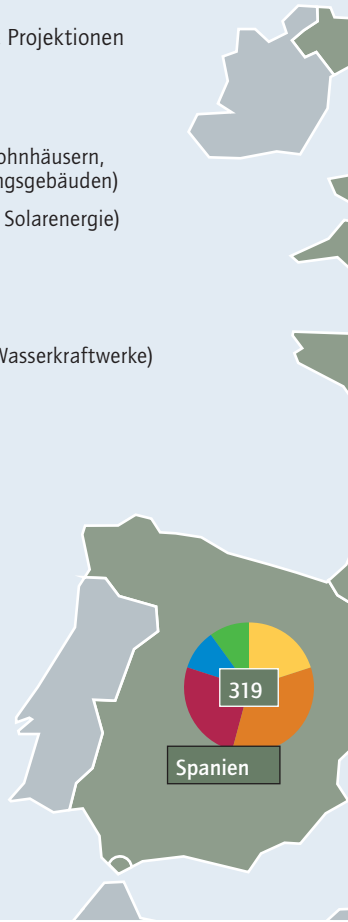 Projektionen
ohnhäusern,
ngsgebäuden)
Solarenergie)
Wasserkraftwerke)
319
Spanien